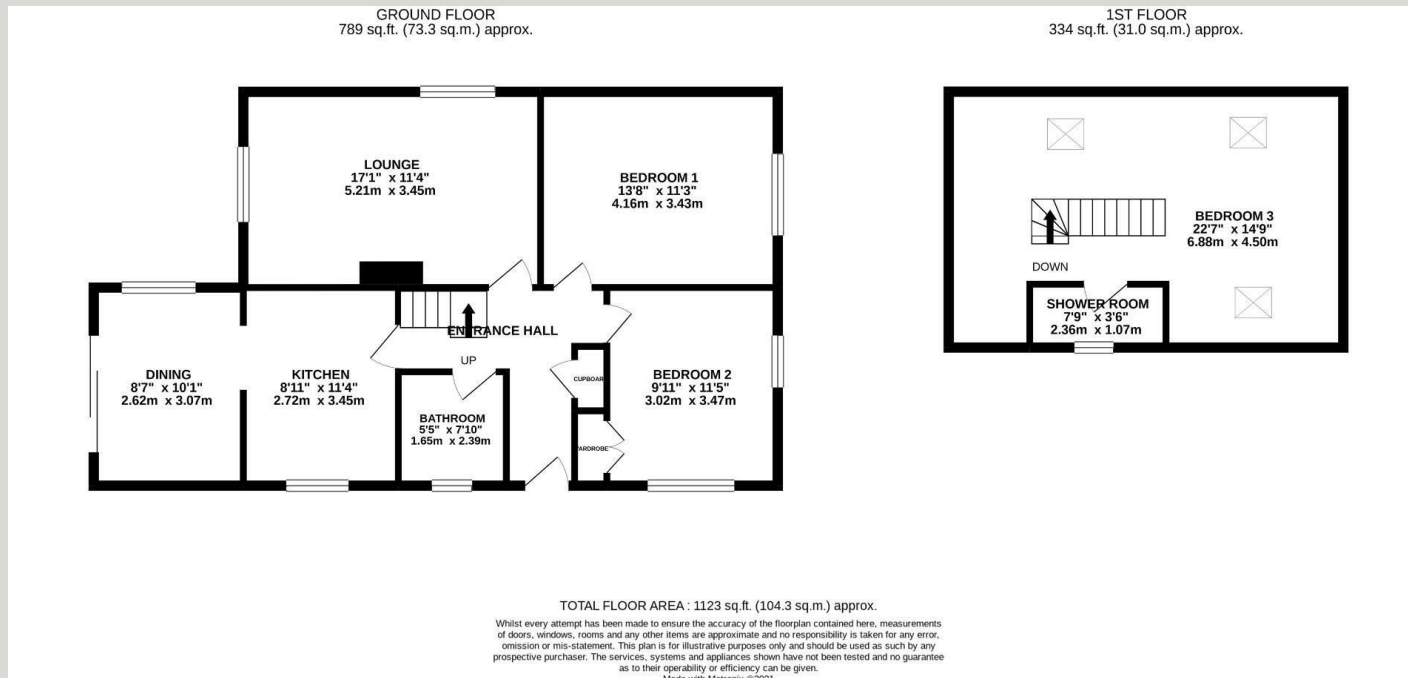 GROUND FLOOR
789 sq.ft. (73.3 sq.m.) approx.
1ST FLOOR
334 sq.ft. (31.0 sq.m.) approx.
LOUNGE
17'1" x 11'4"
5.21m x 3.45m
BEDROOM 1
13'8" x 11'3"
4.16m x 3.43m
BEDROOM 3
22'7" x 14'9"
6.88m x 4.50m
DOWN
SHOWER ROOM
7'9" x 3'6"
2.36m x 1.07m
ENTRANCE HALL
UP
DINING
8'7" x 10'1"
2.62m x 3.07m
KITCHEN
8'11" x 11'4"
2.72m x 3.45m
BATHROOM
5'5" x 7'10"
1.65m x 2.39m
CUPBOAR
BEDROOM 2
9'11" x 11'5"
3.02m x 3.47m
ARDROBE
TOTAL FLOOR AREA : 1123 sq.ft. (104.3 sq.m.) approx.
Whilst every attempt has been made to ensure the accuracy of the floorplan contained here, measurements
of doors, windows, rooms and any other items are approximate and no responsibility is taken for any error,
omission or mis-statement. This plan is for illustrative purposes only and should be used as such by any
prospective purchaser. The services, systems and appliances shown have not been tested and no guarantee
as to their operability or efficiency can be given.
Made with Metropix ©2021